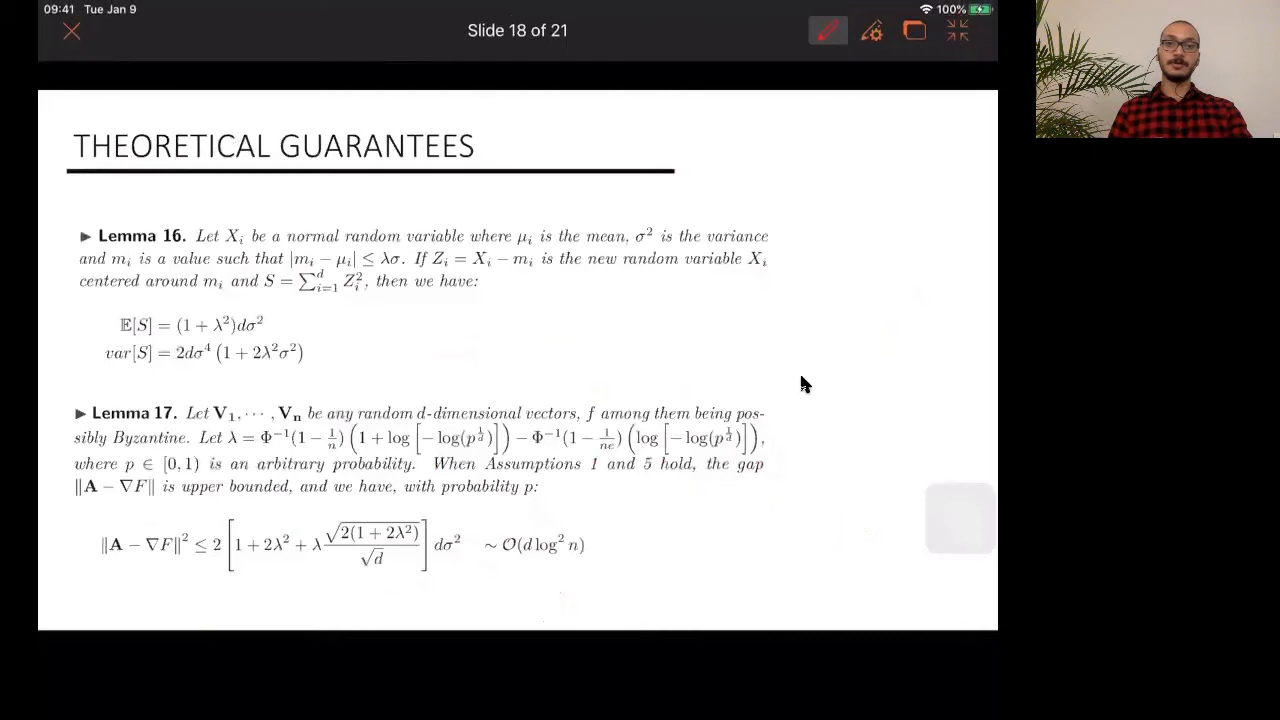 09:41 Tue Jan 9
100%
Slide 18 of 21
THEORETICAL GUARANTEES
▶ Lemma 16. Let X_i be a normal random variable where μ_i is the mean, σ² is the variance
and m_i is a value such that |m_i − μ_i| ≤ λσ. If Z_i = X_i − m_i is the new random variable X_i
centered around m_i and S = ∑_{i=1}^{d} Z_i², then we have:
𝔼[S] = (1 + λ²)dσ²
var[S] = 2dσ⁴ (1 + 2λ²σ²)
▶ Lemma 17. Let V₁, ⋯ , Vₙ be any random d-dimensional vectors, f among them being pos-
sibly Byzantine. Let λ = Φ⁻¹(1 − 1/n) (1 + log [− log(p^{1/d})]) − Φ⁻¹(1 − 1/ne) (log [− log(p^{1/d})]),
where p ∈ [0, 1) is an arbitrary probability. When Assumptions 1 and 5 hold, the gap
‖A − ∇F‖ is upper bounded, and we have, with probability p:
‖A − ∇F‖² ≤ 2 [1 + 2λ² + λ √(2(1 + 2λ²)) / √d] dσ² ∼ 𝒪(d log² n)